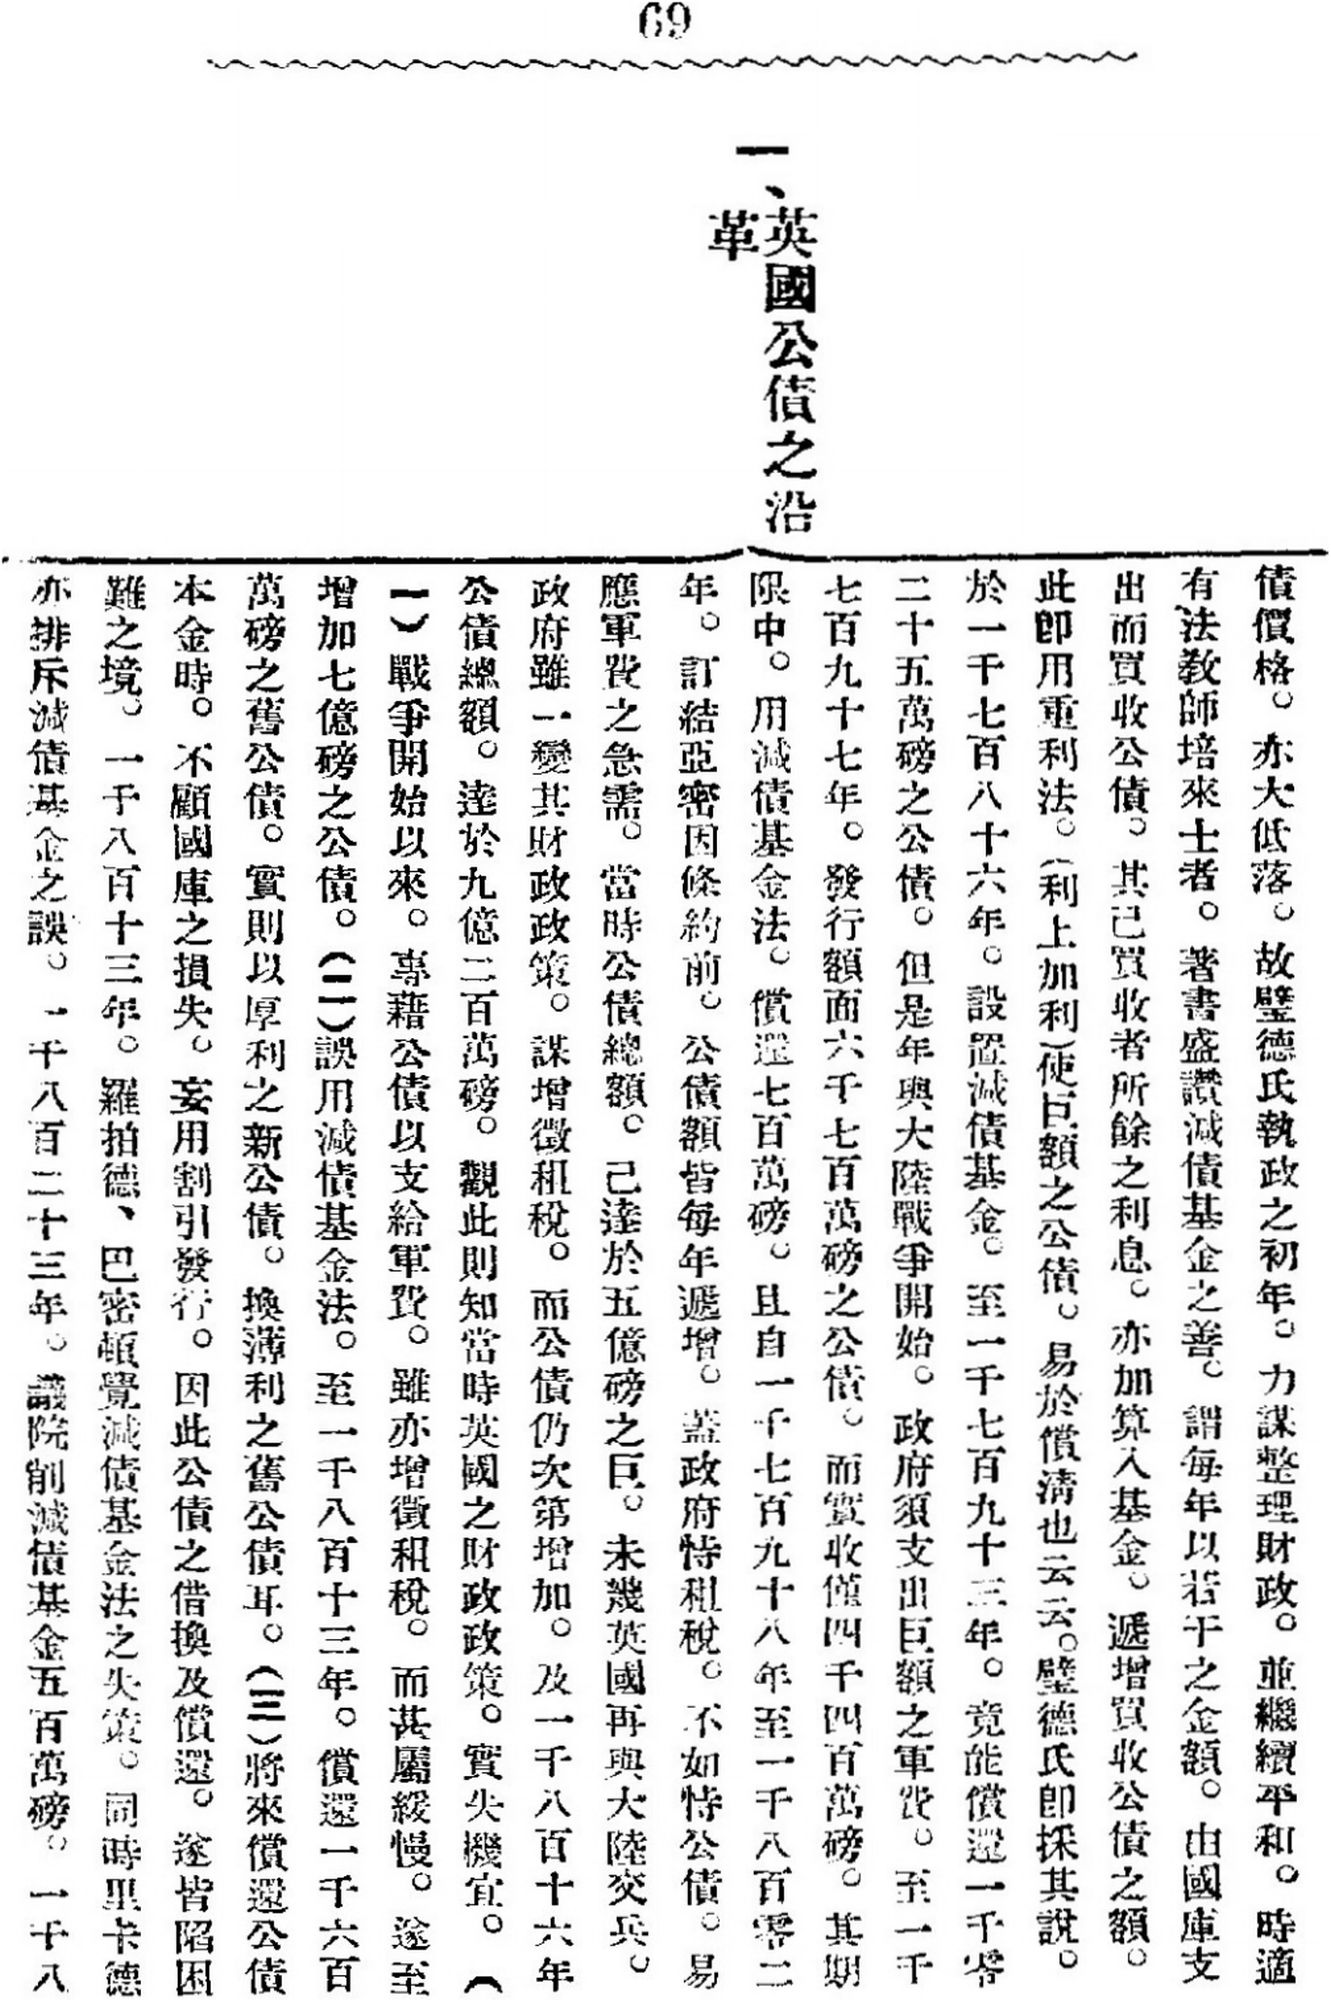 69
一、英國公債之沿
革
債價格。亦大低落。故璧德氏執政之初年。力謀整理財政。並繼續平和。時適
有法教師培來士者。著書盛讚減債基金之善。謂每年以若干之金額。由國庫支
出而買收公債。其已買收者所餘之利息。亦加算入基金。遞增買收公債之額。
此卽用重利法。(利上加利)使巨額之公債。易於償淸也云云。璧德氏卽採其說。
於一千七百八十六年。設置減債基金。至一千七百九十三年。竟能償還一千零
二十五萬磅之公債。但是年與大陸戰爭開始。政府須支出巨額之軍費。至一千
七百九十七年。發行額面六千七百萬磅之公債。而實收僅四千四百萬磅。其期
限中。用減債基金法。償還七百萬磅。且自一千七百九十八年至一千八百零二
年。訂結亞密因條約前。公債額皆每年遞增。蓋政府恃租稅。不如恃公債。易
應軍費之急需。當時公債總額。已達於五億磅之巨。未幾英國再與大陸交兵。
政府雖一變其財政政策。謀增徵租稅。而公債仍次第增加。及一千八百十六年
公債總額。達於九億二百萬磅。觀此則知當時英國之財政政策。實失機宜。(
一)戰爭開始以來。專藉公債以支給軍費。雖亦增徵租稅。而甚屬緩慢。遂至
增加七億磅之公債。(二)誤用減債基金法。至一千八百十三年。償還一千六百
萬磅之舊公債。實則以厚利之新公債。換薄利之舊公債耳。(三)將來償還公債
本金時。不顧國庫之損失。妄用割引發行。因此公債之借換及償還。遂皆陷困
難之境。一千八百十三年。羅拍德、巴密頓覺減債基金法之失策。同時里卡德
亦排斥減債基金之誤。一千八百二十三年。議院削減債基金五百萬磅。一千八